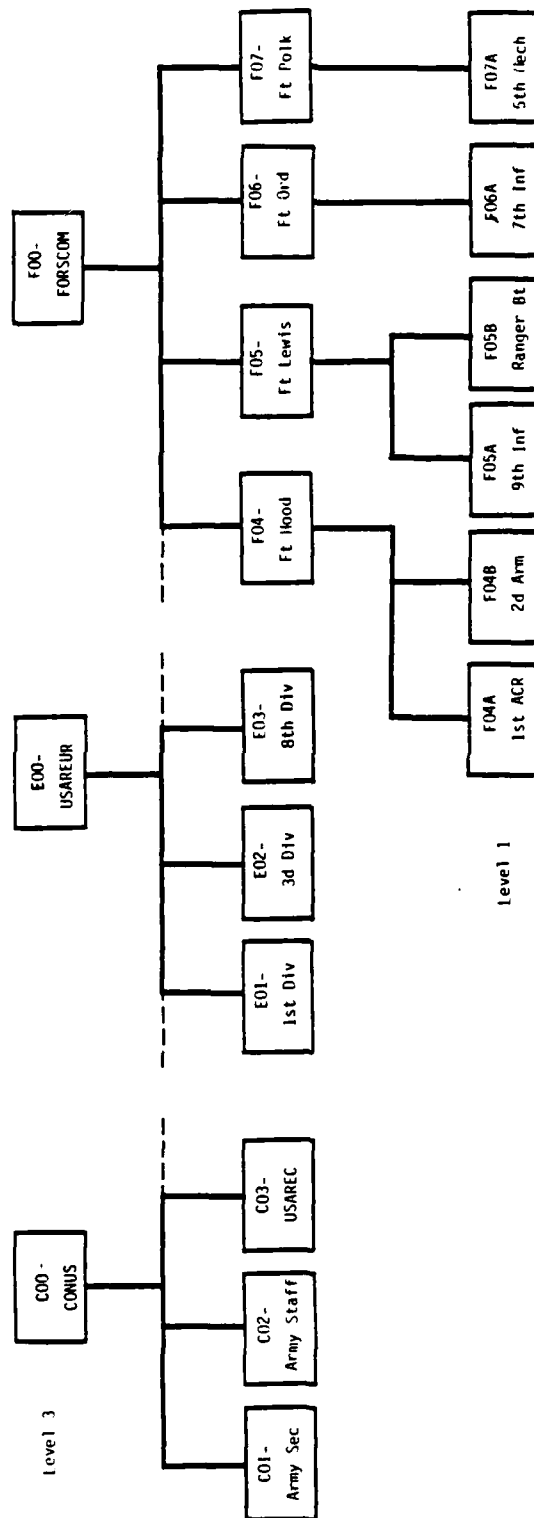 Level 3
C00-
CONUS
E00-
USAREUR
F00-
FORSCOM
C01-
Army Sec
C02-
Army Staff
C03-
USAREC
E01-
1st Div
E02-
3d Div
E03-
8th Div
F04-
Ft Hood
F05-
Ft Lewis
F06-
Ft Ord
F07-
Ft Polk
Level 1
F04A
1st ACR
F04B
2d Arm
F05A
9th Inf
F05B
Ranger Bt
F06A
7th Inf
F07A
5th Mech